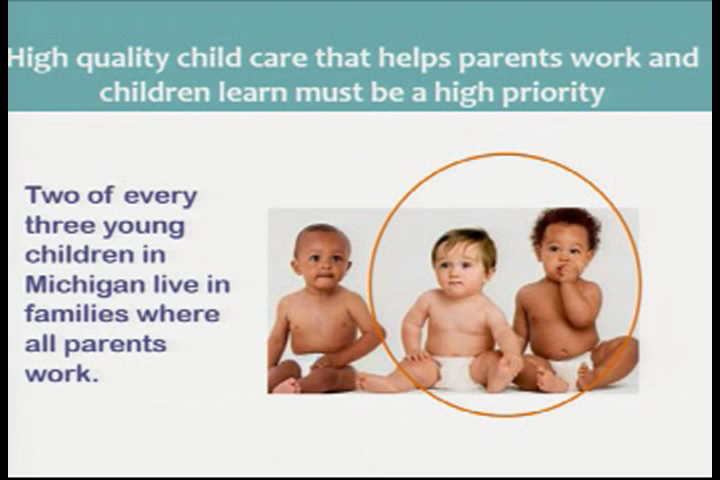 High quality child care that helps parents work and
children learn must be a high priority
Two of every
three young
children in
Michigan live in
families where
all parents
work.